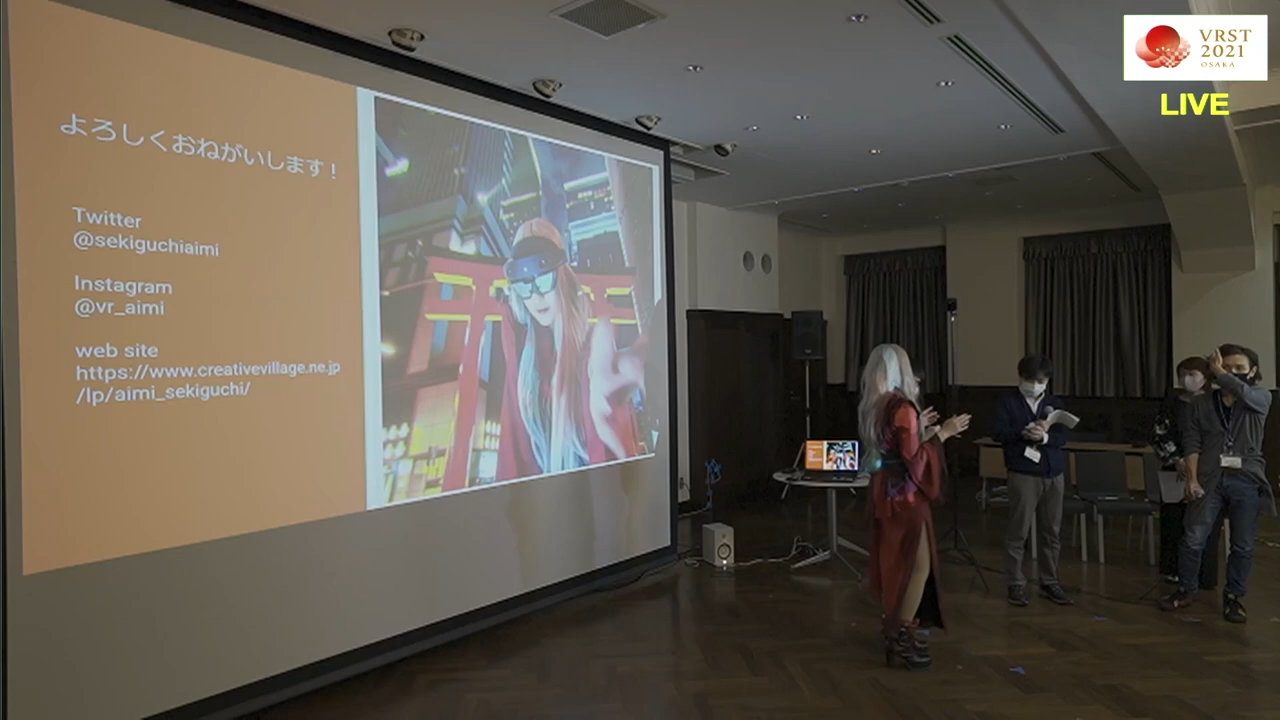 よろしくおねがいします！
Twitter
@sekiguchiaimi
Instagram
@vr_aimi
web site
https://www.creativevillage.ne.jp
/lp/aimi_sekiguchi/
VRST
2021
OSAKA
LIVE